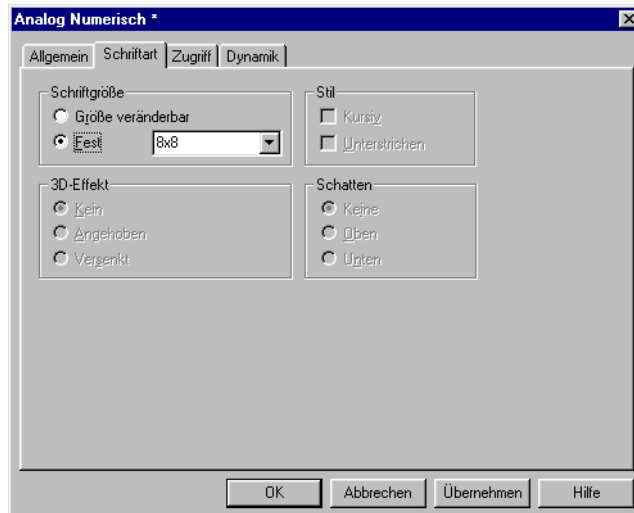 Analog Numerisch *
Allgemein Schriftart Zugriff Dynamik
Schriftgröße
Größe veränderbar
Fest 8x8
Stil
Kursiv
Unterstrichen
3D-Effekt
Kein
Angehoben
Versenkt
Schatten
Keine
Oben
Unten
OK Abbrechen Übernehmen Hilfe